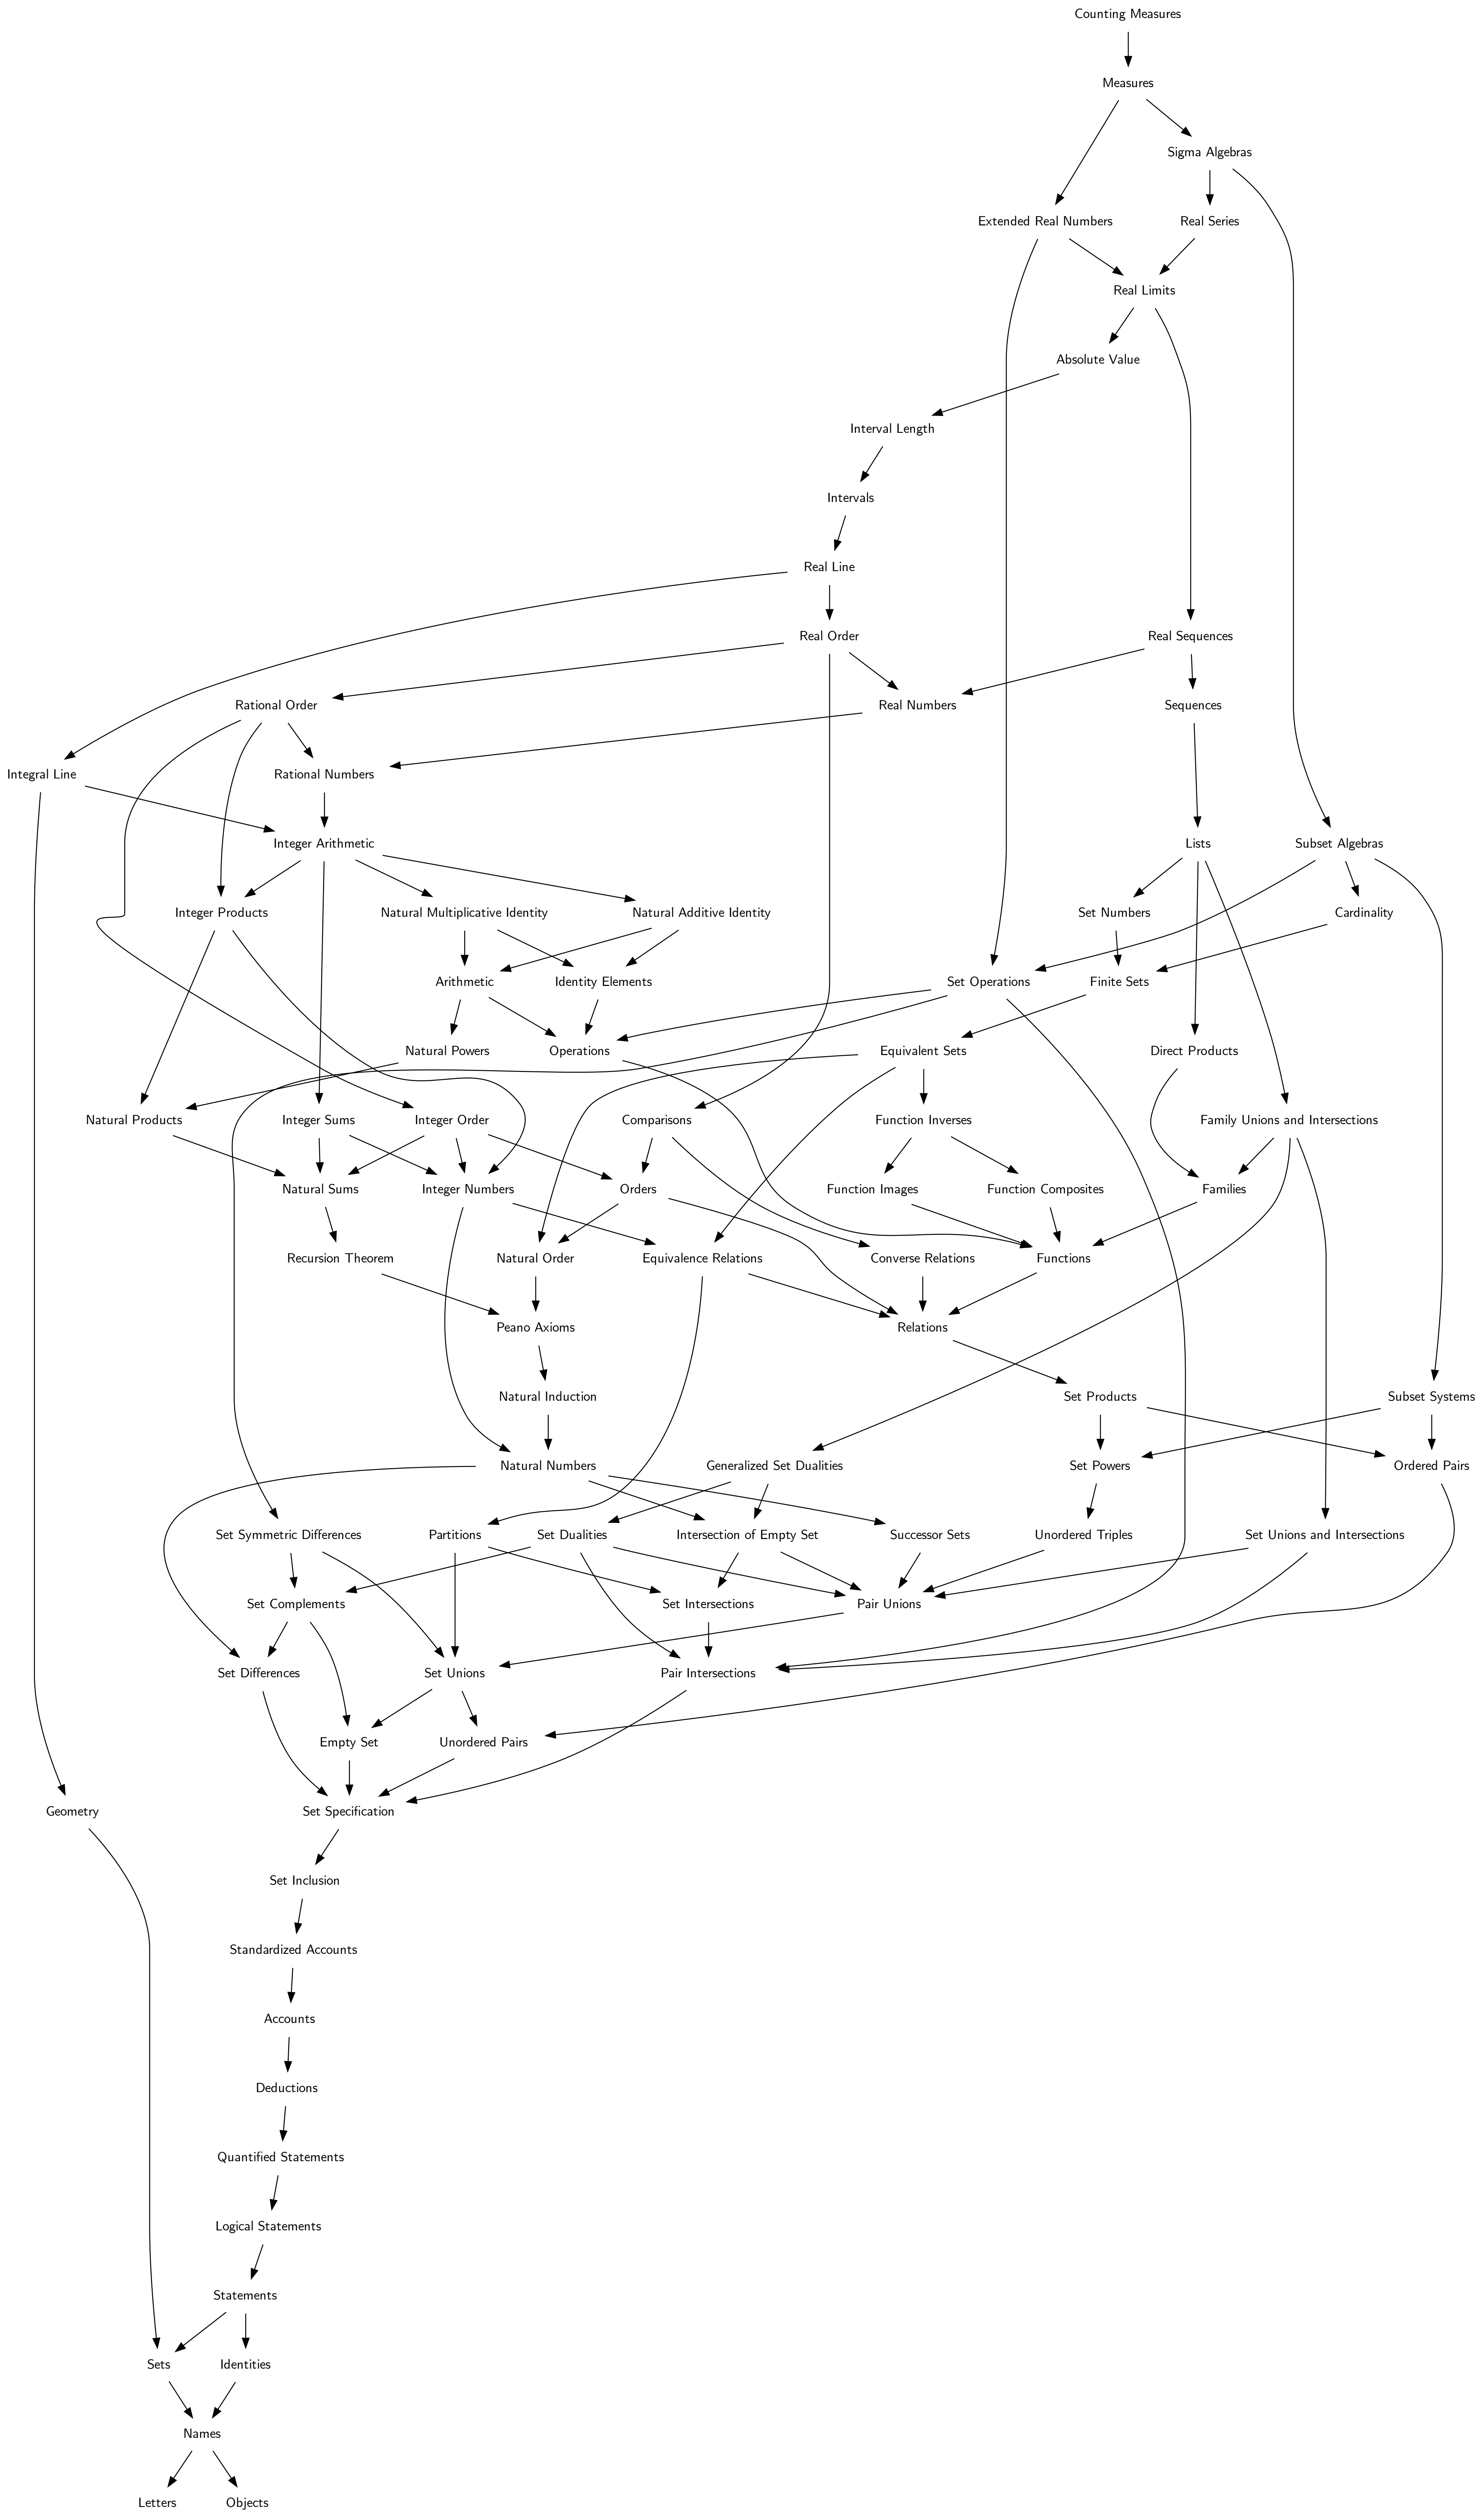 Counting Measures
Measures
Sigma Algebras
Extended Real Numbers
Real Series
Real Limits
Absolute Value
Interval Length
Intervals
Real Line
Real Order
Real Sequences
Rational Order
Real Numbers
Sequences
Integral Line
Rational Numbers
Integer Arithmetic
Lists
Subset Algebras
Integer Products
Natural Multiplicative Identity
Natural Additive Identity
Set Numbers
Cardinality
Arithmetic
Identity Elements
Set Operations
Finite Sets
Natural Powers
Operations
Equivalent Sets
Direct Products
Natural Products
Integer Sums
Integer Order
Comparisons
Function Inverses
Family Unions and Intersections
Natural Sums
Integer Numbers
Orders
Function Images
Function Composites
Families
Recursion Theorem
Natural Order
Equivalence Relations
Converse Relations
Functions
Peano Axioms
Relations
Natural Induction
Set Products
Subset Systems
Natural Numbers
Generalized Set Dualities
Set Powers
Ordered Pairs
Set Symmetric Differences
Partitions
Set Dualities
Intersection of Empty Set
Successor Sets
Unordered Triples
Set Unions and Intersections
Set Complements
Set Intersections
Pair Unions
Set Differences
Set Unions
Pair Intersections
Empty Set
Unordered Pairs
Geometry
Set Specification
Set Inclusion
Standardized Accounts
Accounts
Deductions
Quantified Statements
Logical Statements
Statements
Sets
Identities
Names
Letters
Objects